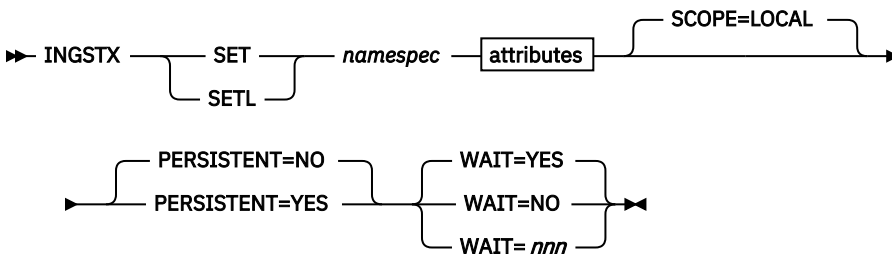 SCOPE=LOCAL
INGSTX SET namespec attributes
SETL
PERSISTENT=NO WAIT=YES
PERSISTENT=YES WAIT=NO
WAIT= nnn